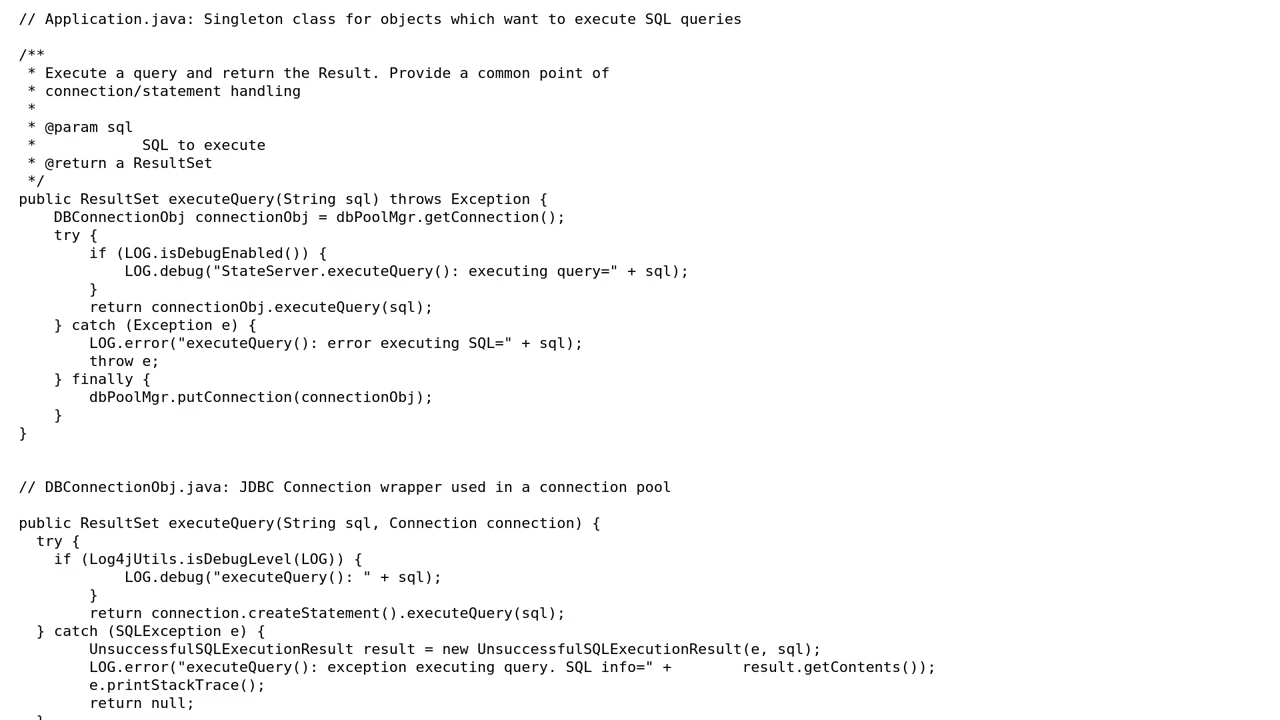 // Application.java: Singleton class for objects which want to execute SQL queries

/**
 * Execute a query and return the Result. Provide a common point of
 * connection/statement handling
 *
 * @param sql
 *            SQL to execute
 * @return a ResultSet
 */
public ResultSet executeQuery(String sql) throws Exception {
    DBConnectionObj connectionObj = dbPoolMgr.getConnection();
    try {
        if (LOG.isDebugEnabled()) {
            LOG.debug("StateServer.executeQuery(): executing query=" + sql);
        }
        return connectionObj.executeQuery(sql);
    } catch (Exception e) {
        LOG.error("executeQuery(): error executing SQL=" + sql);
        throw e;
    } finally {
        dbPoolMgr.putConnection(connectionObj);
    }
}


// DBConnectionObj.java: JDBC Connection wrapper used in a connection pool

public ResultSet executeQuery(String sql, Connection connection) {
  try {
    if (Log4jUtils.isDebugLevel(LOG)) {
            LOG.debug("executeQuery(): " + sql);
        }
        return connection.createStatement().executeQuery(sql);
  } catch (SQLException e) {
        UnsuccessfulSQLExecutionResult result = new UnsuccessfulSQLExecutionResult(e, sql);
        LOG.error("executeQuery(): exception executing query. SQL info=" +        result.getContents());
        e.printStackTrace();
        return null;
  }